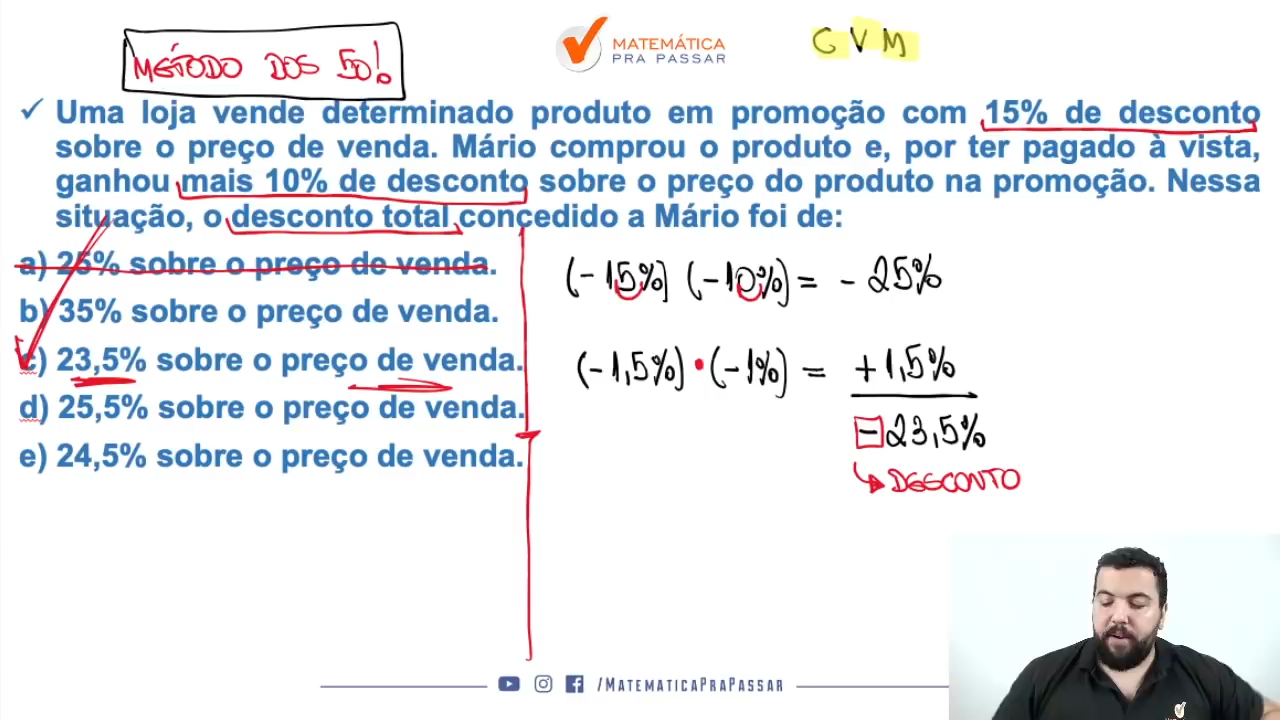 MÉTODO DOS 50!
MATEMÁTICA
PRA PASSAR
C V M
Uma loja vende determinado produto em promoção com 15% de desconto
sobre o preço de venda. Mário comprou o produto e, por ter pagado à vista,
ganhou mais 10% de desconto sobre o preço do produto na promoção. Nessa
situação, o desconto total concedido a Mário foi de:
a) 25% sobre o preço de venda.
b) 35% sobre o preço de venda.
c) 23,5% sobre o preço de venda.
d) 25,5% sobre o preço de venda.
e) 24,5% sobre o preço de venda.
(-15%) (-10%) = - 25%
(-1,5%) • (-1%) = +1,5%
-23,5%
DESCONTO
/MATEMATICAPRAPASSAR